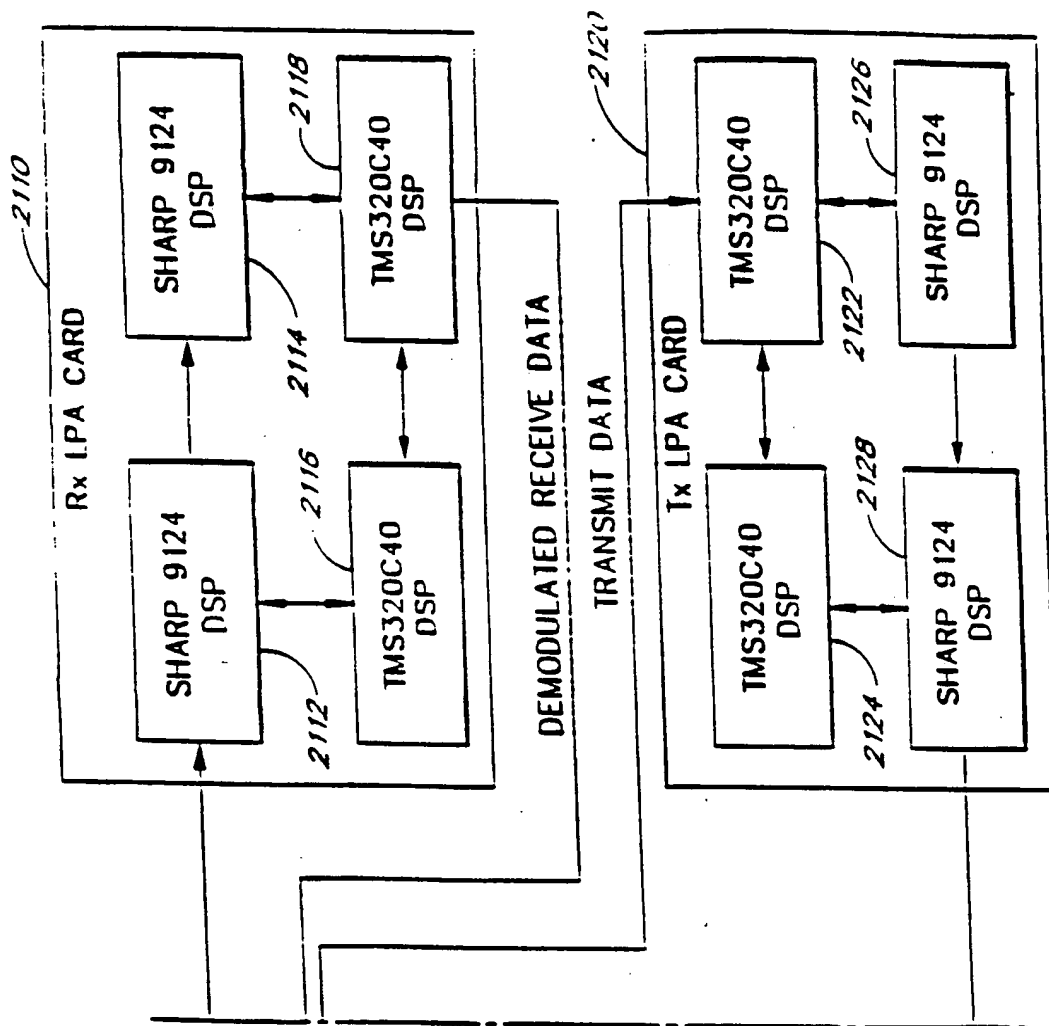 2110
Rx LPA CARD
SHARP 9124
DSP
2112
SHARP 9124
DSP
2114
TMS320C40
DSP
2116
TMS320C40
DSP
2118
DEMODULATED RECEIVE DATA
TRANSMIT DATA
2120
Tx LPA CARD
TMS320C40
DSP
2124
TMS320C40
DSP
2122
SHARP 9124
DSP
2128
SHARP 9124
DSP
2126